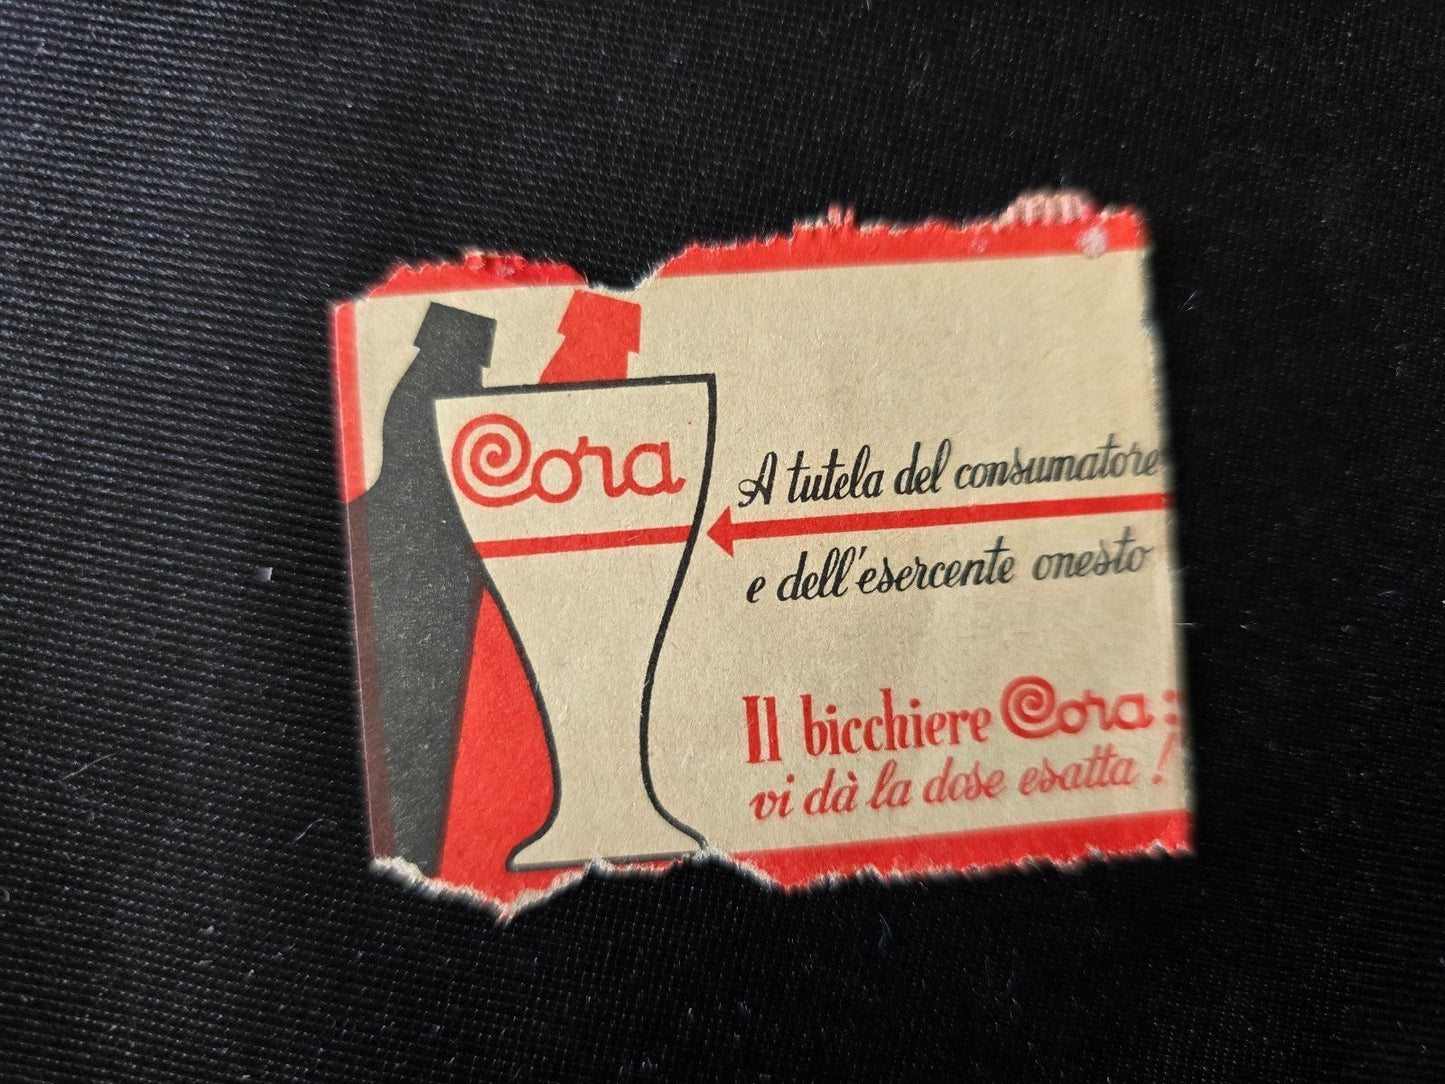 Cora
A tutela del consumatore
e dell'esercente onesto
Il bicchiere Cora:
vi dà la dose esatta!